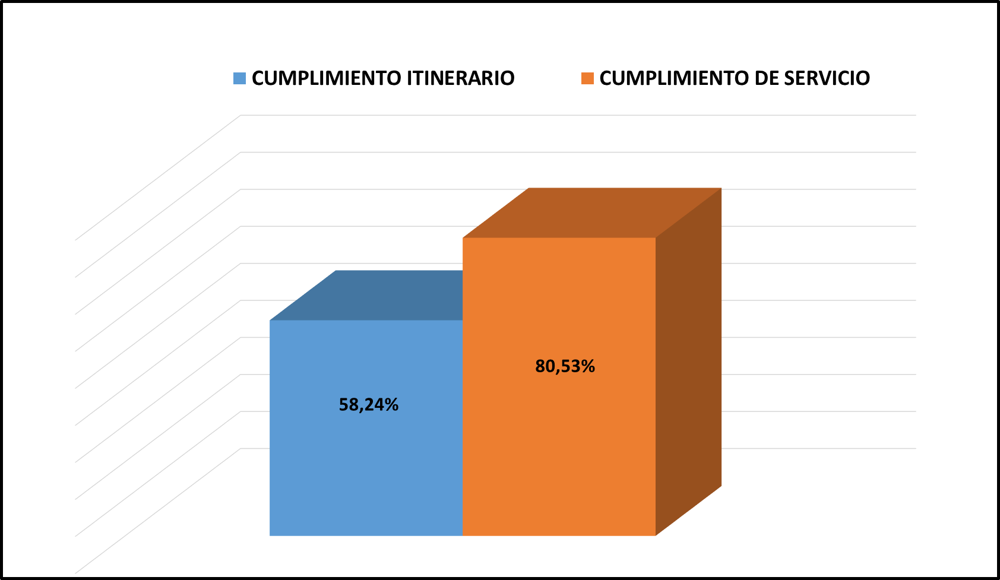 CUMPLIMIENTO ITINERARIO CUMPLIMIENTO DE SERVICIO
80,53%
58,24%